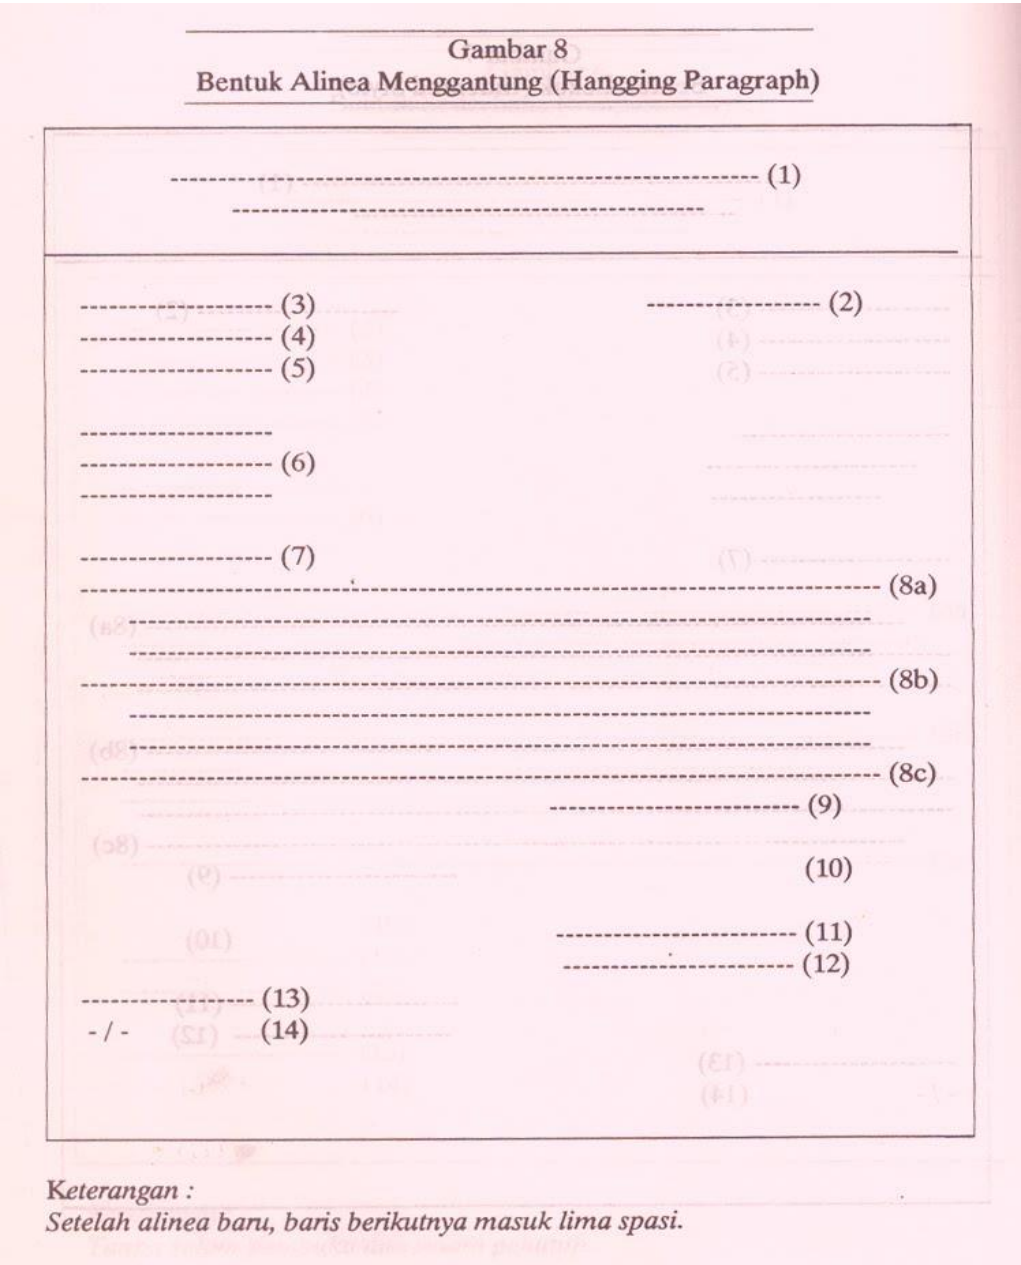 Gambar 8
Bentuk Alinea Menggantung (Hangging Paragraph)
(1)
(3) (2)
(4)
(5)
(6)
(7)
(8a)
(8b)
(8c)
(9)
(10)
(11)
(12)
(13)
- / - (14)
Keterangan :
Setelah alinea baru, baris berikutnya masuk lima spasi.